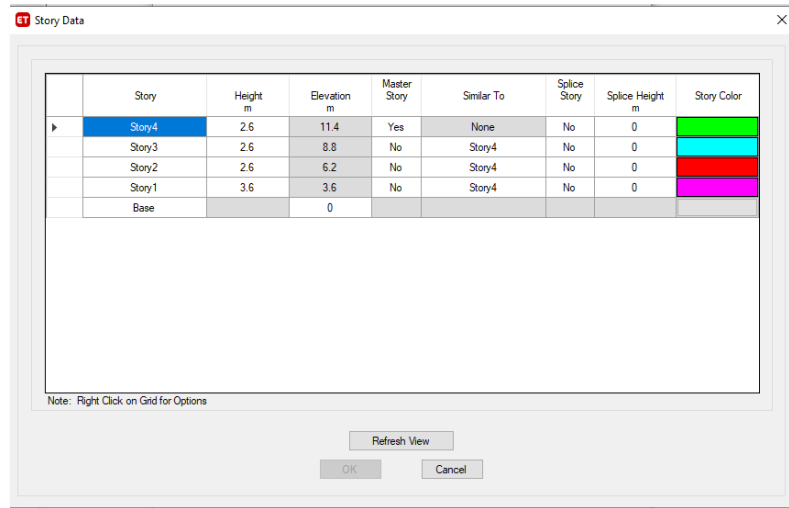 ET Story Data
Story Height m Elevation m Master Story Similar To Splice Story Splice Height m Story Color
Story4 2.6 11.4 Yes None No 0
Story3 2.6 8.8 No Story4 No 0
Story2 2.6 6.2 No Story4 No 0
Story1 3.6 3.6 No Story4 No 0
Base 0
Note: Right Click on Grid for Options
Refresh View
OK Cancel